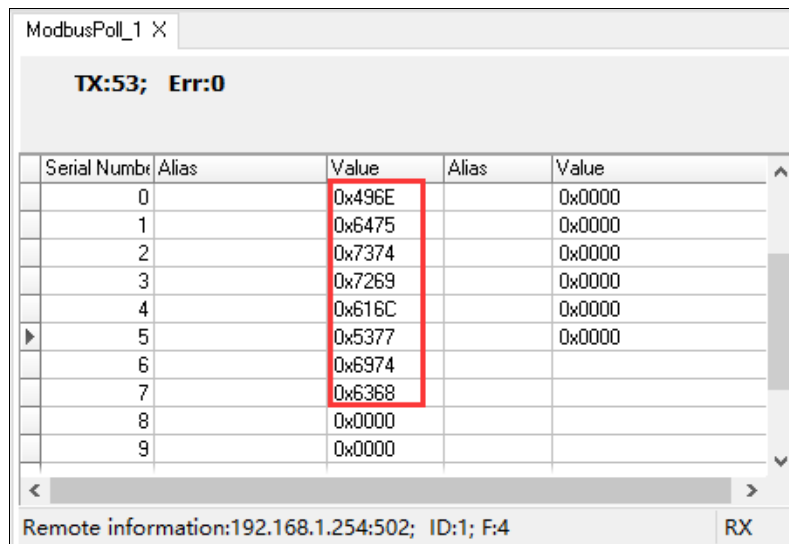 ModbusPoll_1 X
TX:53; Err:0
Serial Numbe Alias Value Alias Value
0 0x496E 0x0000
1 0x6475 0x0000
2 0x7374 0x0000
3 0x7269 0x0000
4 0x616C 0x0000
5 0x5377 0x0000
6 0x6974
7 0x6368
8 0x0000
9 0x0000
Remote information:192.168.1.254:502; ID:1; F:4 RX